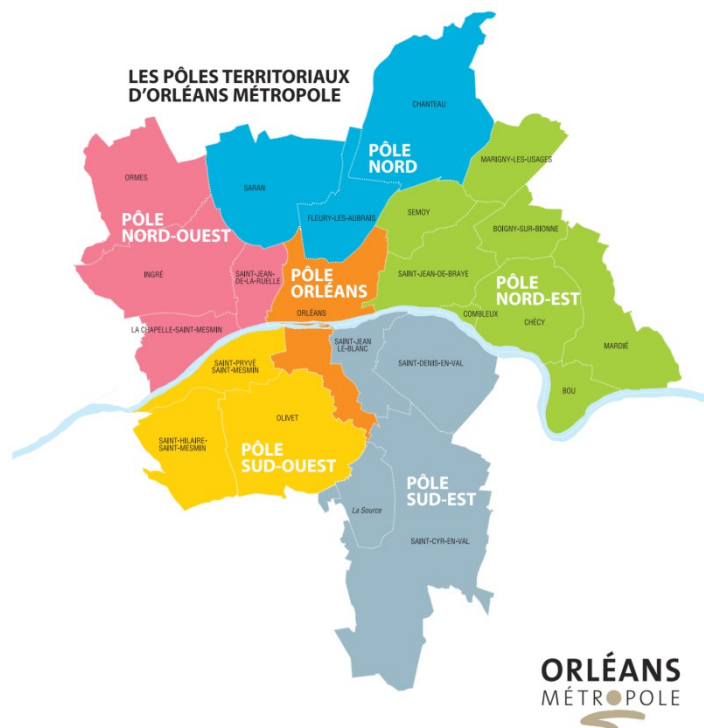 LES PÔLES TERRITORIAUX
D'ORLÉANS MÉTROPOLE
CHANTEAU
PÔLE
NORD
MARIGNY-LES-USAGES
ORMES
SARAN
FLEURY-LES-AUBRAIS
SEMOY
BOIGNY-SUR-BIONNE
PÔLE
NORD-OUEST
INGRÉ
SAINT-JEAN-
DE-LA-RUELLE
PÔLE
ORLÉANS
ORLÉANS
SAINT-JEAN-DE-BRAYE
PÔLE
NORD-EST
COMBLEUX
CHÉCY
MARDIÉ
BOU
LA CHAPELLE-SAINT-MESMIN
SAINT-JEAN
LE-BLANC
SAINT-DENIS-EN-VAL
SAINT-PRYVÉ
SAINT-MESMIN
OLIVET
SAINT-HILAIRE-
SAINT-MESMIN
PÔLE
SUD-OUEST
PÔLE
SUD-EST
La Source
SAINT-CYR-EN-VAL
ORLÉANS
MÉTROPOLE